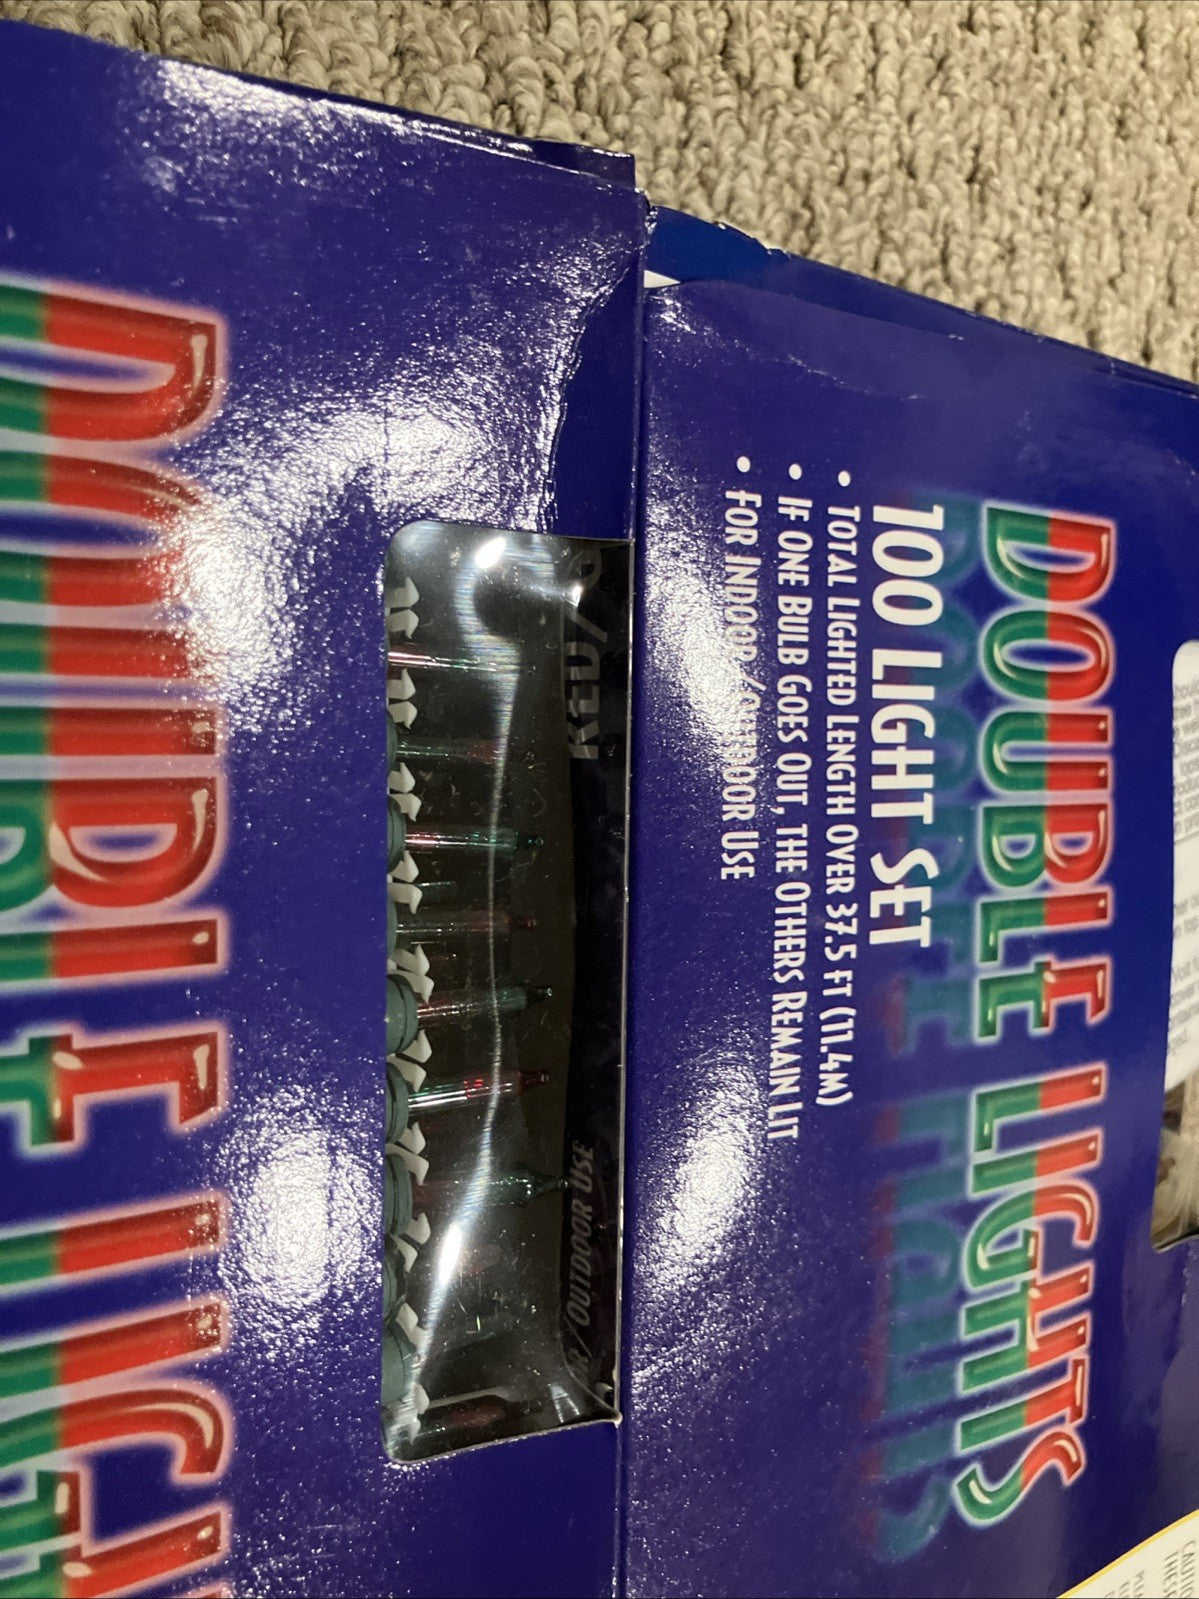 DOUBLE LIGHTS
100 LIGHT SET
• TOTAL LIGHTED LENGTH OVER 37.5 FT (11.4M)
• IF ONE BULB GOES OUT, THE OTHERS REMAIN LIT
• FOR INDOOR/OUTDOOR USE
RED/
/OUTDOOR USE
DOUBLE LIG